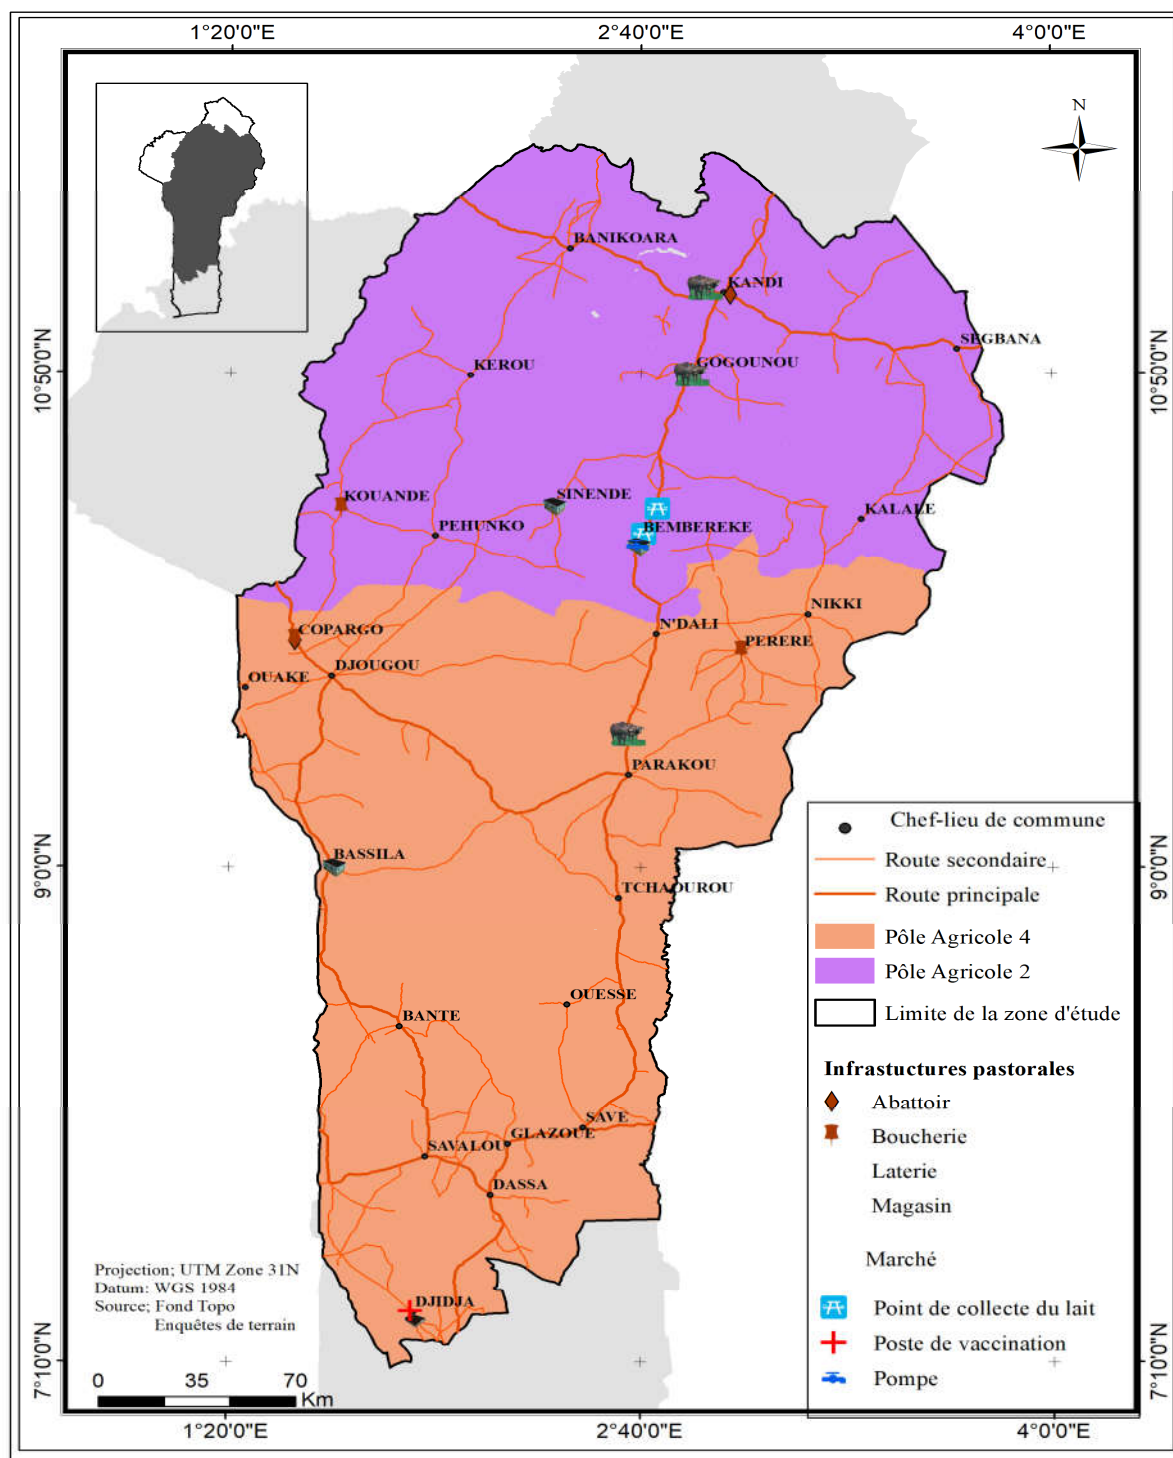 1°20'0"E
2°40'0"E
4°0'0"E
N
BANIKOARA
KANDI
SEGBANA
10°50'0"N
10°50'0"N
GOGOUNOU
KEROU
KOUANDE
SINENDE
KALALE
PEHUNKO
BEMBEREKE
NIKKI
COPARGO
N'DALI
PERERE
DJOUGOU
OUAKE
PARAKOU
BASSILA
9°0'0"N
9°0'0"N
TCHAOUROU
OUESSE
BANTE
SAVE
GLAZOUE
SAVALOU
DASSA
DJIDJA
Chef-lieu de commune
Route secondaire
Route principale
Pôle Agricole 4
Pôle Agricole 2
Limite de la zone d'étude
Infrastuctures pastorales
Abattoir
Boucherie
Laterie
Magasin
Marché
Point de collecte du lait
Poste de vaccination
Pompe
Projection; UTM Zone 31N
Datum: WGS 1984
Source; Fond Topo
Enquêtes de terrain
0 35 70
Km
7°10'0"N
7°10'0"N
1°20'0"E
2°40'0"E
4°0'0"E